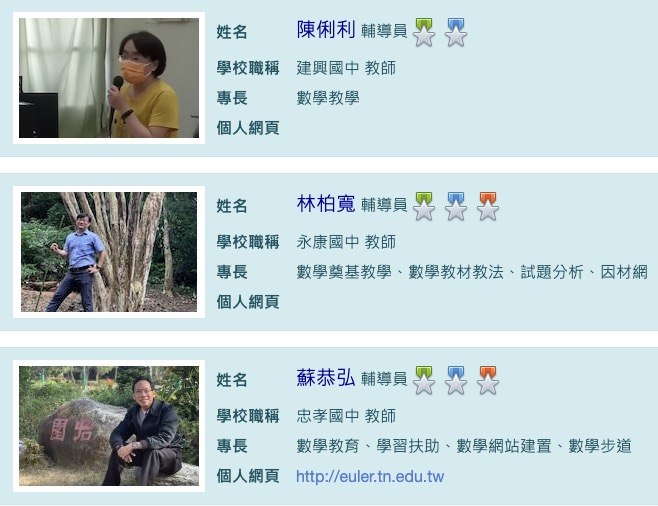 姓名 陳俐利 輔導員
學校職稱 建興國中 教師
專長 數學教學
個人網頁
姓名 林柏寬 輔導員
學校職稱 永康國中 教師
專長 數學奠基教學、數學教材教法、試題分析、因材網
個人網頁
姓名 蘇恭弘 輔導員
學校職稱 忠孝國中 教師
專長 數學教育、學習扶助、數學網站建置、數學步道
個人網頁 http://euler.tn.edu.tw